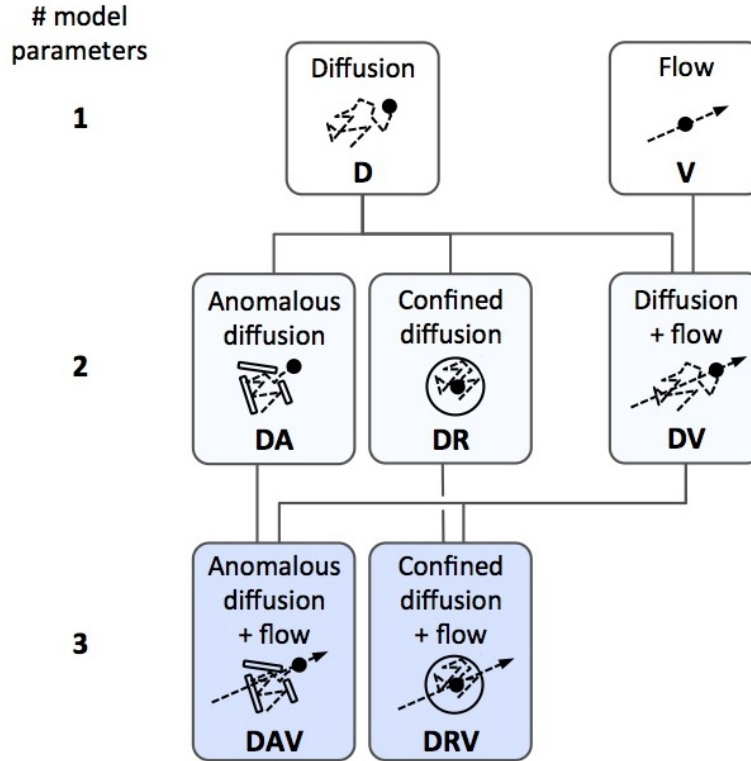 # model
parameters
1
Diffusion
D
Flow
V
2
Anomalous
diffusion
DA
Confined
diffusion
DR
Diffusion
+ flow
DV
3
Anomalous
diffusion
+ flow
DAV
Confined
diffusion
+ flow
DRV